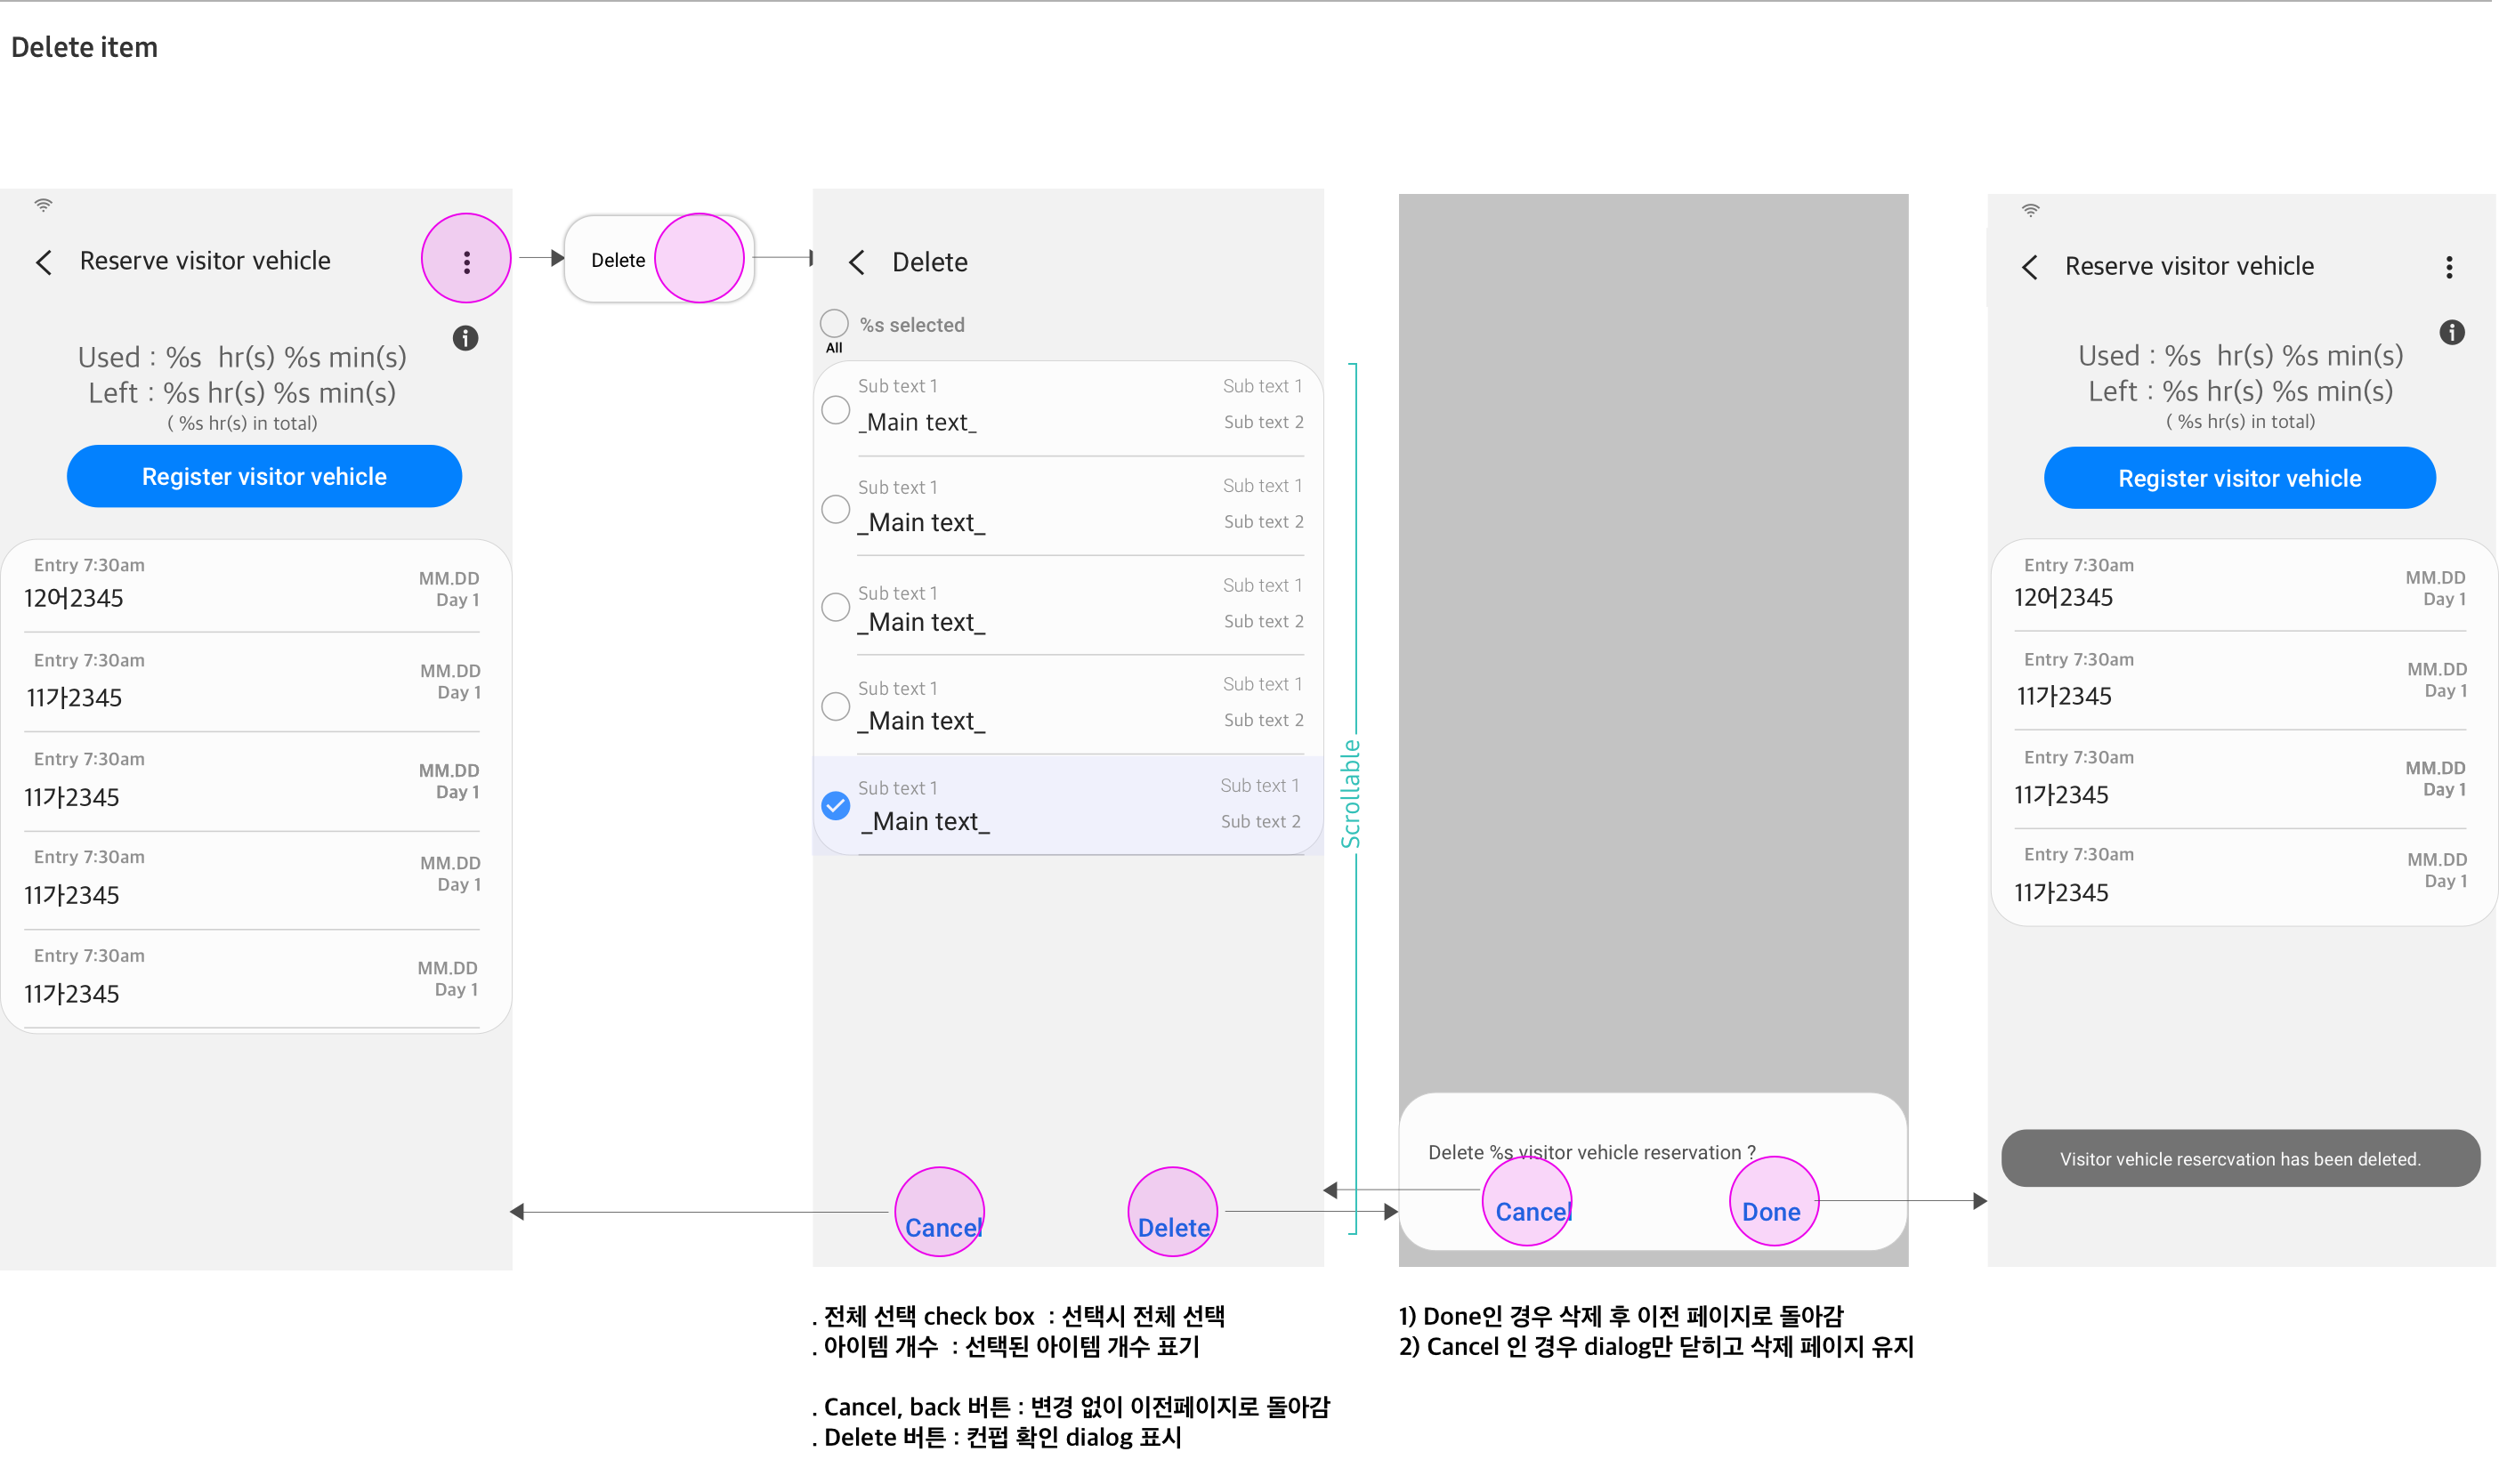 Delete item
Reserve visitor vehicle
Used : %s hr(s) %s min(s)
Left : %s hr(s) %s min(s)
( %s hr(s) in total)
Register visitor vehicle
Entry 7:30am
12어2345
MM.DD
Day 1
Entry 7:30am
11가2345
MM.DD
Day 1
Entry 7:30am
11가2345
MM.DD
Day 1
Entry 7:30am
11가2345
MM.DD
Day 1
Entry 7:30am
11가2345
MM.DD
Day 1
Delete
Delete
%s selected
All
Sub text 1
_Main text_
Sub text 1
Sub text 2
Sub text 1
_Main text_
Sub text 1
Sub text 2
Sub text 1
_Main text_
Sub text 1
Sub text 2
Sub text 1
_Main text_
Sub text 1
Sub text 2
Sub text 1
_Main text_
Sub text 1
Sub text 2
Cancel
Delete
Scrollable
. 전체 선택 check box : 선택시 전체 선택
. 아이템 개수 : 선택된 아이템 개수 표기
. Cancel, back 버튼 : 변경 없이 이전페이지로 돌아감
. Delete 버튼 : 컨펍 확인 dialog 표시
Delete %s visitor vehicle reservation ?
Cancel
Done
1) Done인 경우 삭제 후 이전 페이지로 돌아감
2) Cancel 인 경우 dialog만 닫히고 삭제 페이지 유지
Reserve visitor vehicle
Used : %s hr(s) %s min(s)
Left : %s hr(s) %s min(s)
( %s hr(s) in total)
Register visitor vehicle
Entry 7:30am
12어2345
MM.DD
Day 1
Entry 7:30am
11가2345
MM.DD
Day 1
Entry 7:30am
11가2345
MM.DD
Day 1
Entry 7:30am
11가2345
MM.DD
Day 1
Visitor vehicle resercvation has been deleted.